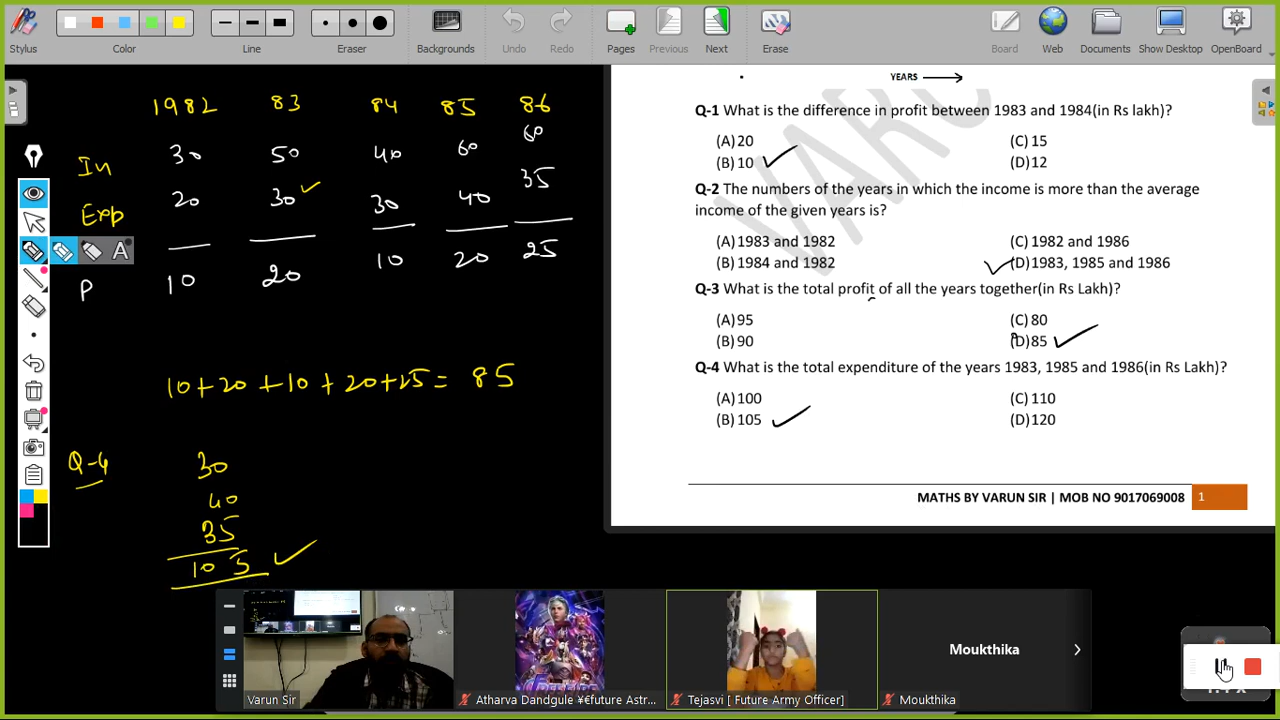 Stylus
Color
Line
Eraser
Backgrounds
Undo
Redo
Pages
Previous
Next
Erase
Board
Web
Documents
Show Desktop
OpenBoard
1982 83 84 85 86
In 30 50 40 60 60
Exp 20 30 30 40 35
P 10 20 10 20 25
10+20+10+20+25= 85
Q-4 30
40
35
105
YEARS
Q-1 What is the difference in profit between 1983 and 1984(in Rs lakh)?
(A) 20 (C) 15
(B) 10 (D) 12
Q-2 The numbers of the years in which the income is more than the average
income of the given years is?
(A) 1983 and 1982 (C) 1982 and 1986
(B) 1984 and 1982 (D) 1983, 1985 and 1986
Q-3 What is the total profit of all the years together(in Rs Lakh)?
(A) 95 (C) 80
(B) 90 (D) 85
Q-4 What is the total expenditure of the years 1983, 1985 and 1986(in Rs Lakh)?
(A) 100 (C) 110
(B) 105 (D) 120
MATHS BY VARUN SIR | MOB NO 9017069008 1
A
Varun Sir
Atharva Dandgule ¥€future Astr...
Tejasvi [ Future Army Officer]
Moukthika
Moukthika